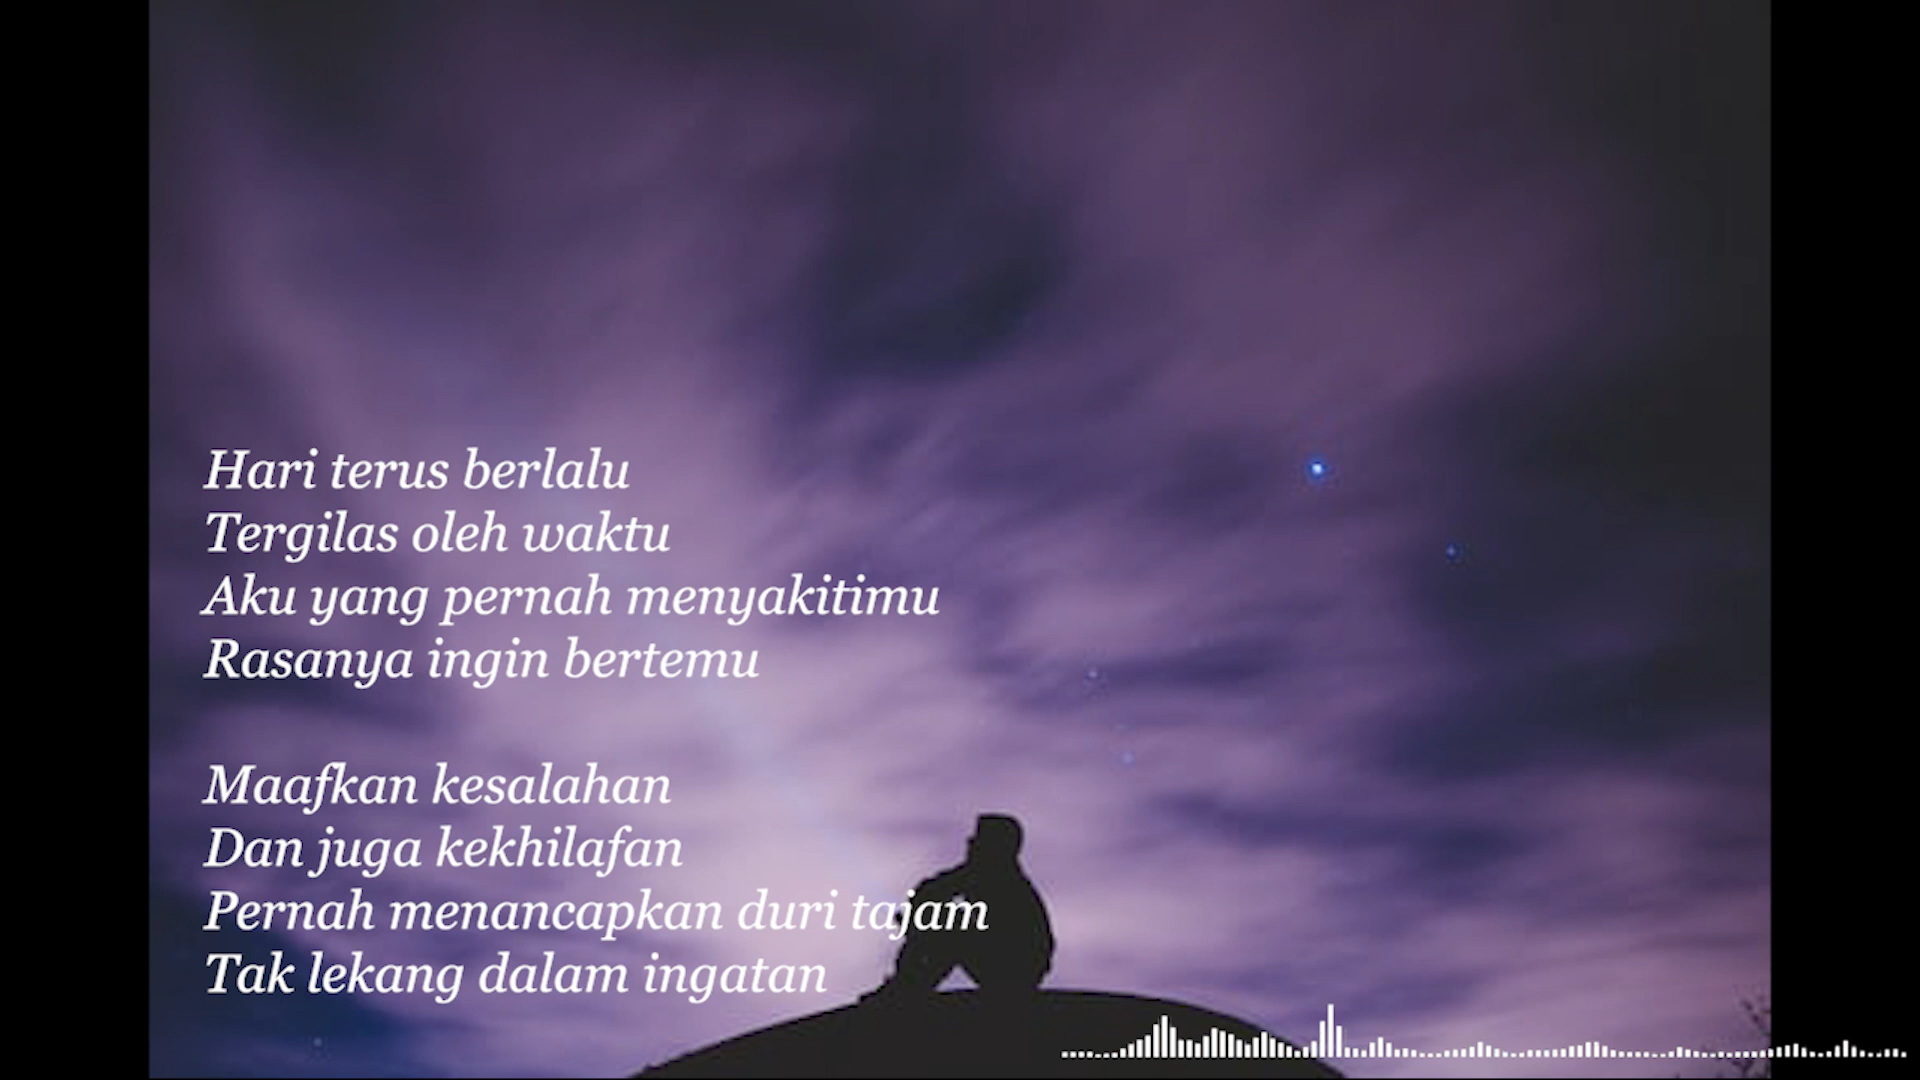 Hari terus berlalu
Tergilas oleh waktu
Aku yang pernah menyakitimu
Rasanya ingin bertemu
Maafkan kesalahan
Dan juga kekhilafan
Pernah menancapkan duri tajam
Tak lekang dalam ingatan